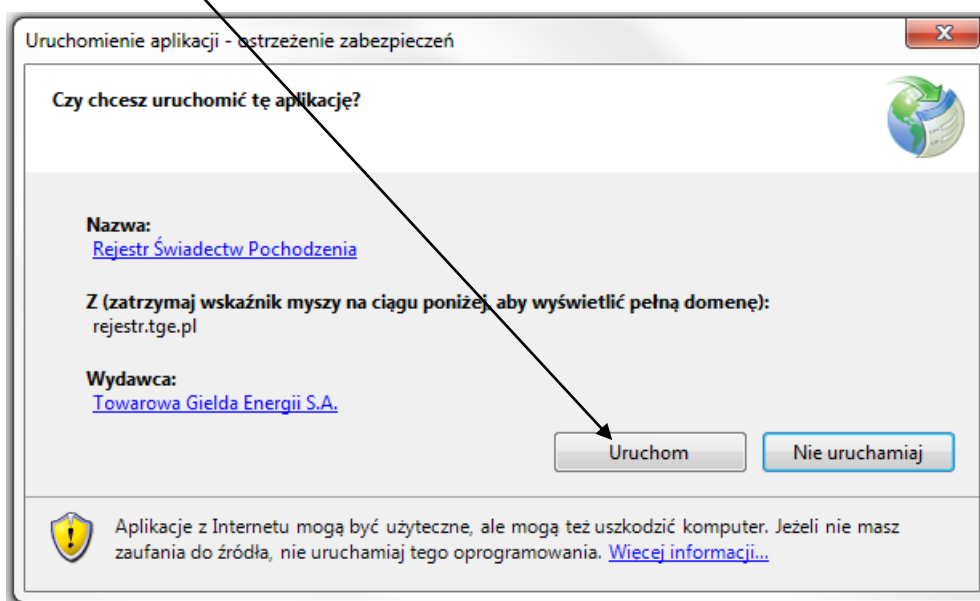 Uruchomienie aplikacji - ostrzeżenie zabezpieczeń
Czy chcesz uruchomić tę aplikację?
Nazwa:
Rejestr Świadectw Pochodzenia
Z (zatrzymaj wskaźnik myszy na ciągu poniżej, aby wyświetlić pełną domenę):
rejestr.tge.pl
Wydawca:
Towarowa Gielda Energii S.A.
Uruchom
Nie uruchamiaj
Aplikacje z Internetu mogą być użyteczne, ale mogą też uszkodzić komputer. Jeżeli nie masz
zaufania do źródła, nie uruchamiaj tego oprogramowania. Więcej informacji...